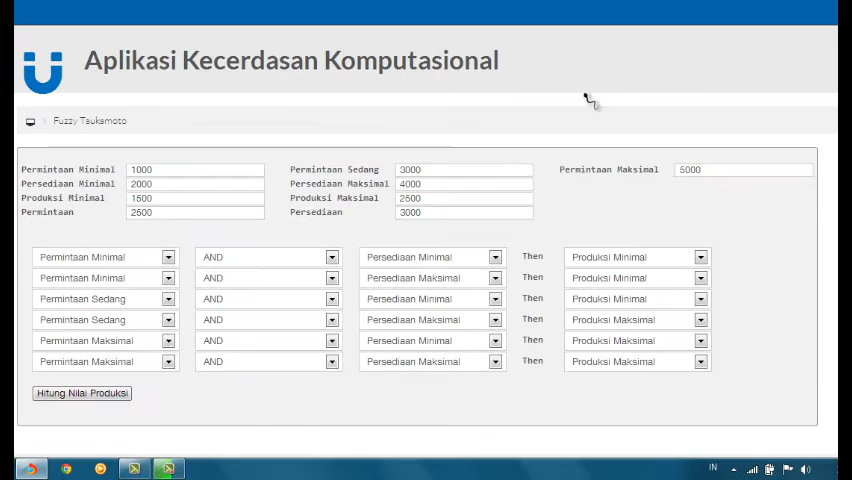 Aplikasi Kecerdasan Komputasional
Fuzzy Tsuksmoto
Permintaan Minimal 1000 Permintaan Sedang 3000 Permintaan Maksimal 5000
Persediaan Minimal 2000 Persediaan Maksimal 4000
Produksi Minimal 1500 Produksi Maksimal 2500
Permintaan 2500 Persediaan 3000
Permintaan Minimal AND Persediaan Minimal Then Produksi Minimal
Permintaan Minimal AND Persediaan Maksimal Then Produksi Minimal
Permintaan Sedang AND Persediaan Minimal Then Produksi Minimal
Permintaan Sedang AND Persediaan Maksimal Then Produksi Maksimal
Permintaan Maksimal AND Persediaan Minimal Then Produksi Maksimal
Permintaan Maksimal AND Persediaan Maksimal Then Produksi Maksimal
Hitung Nilai Produksi
IN